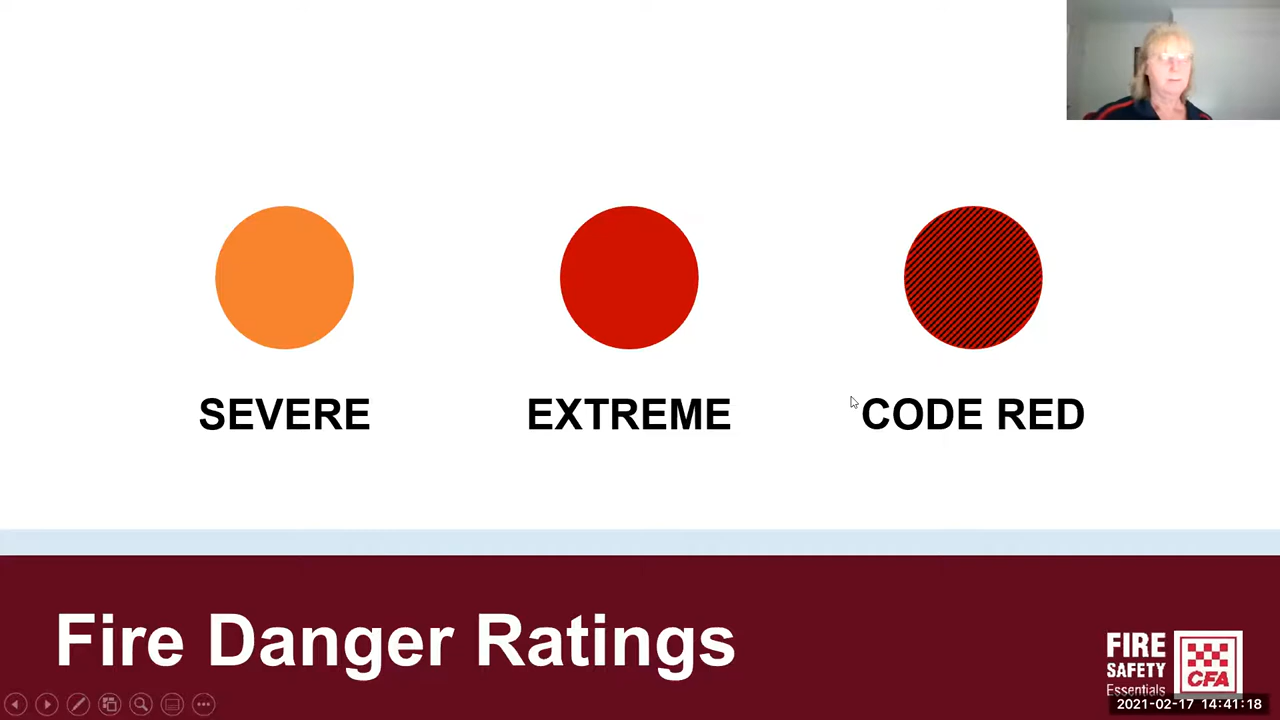 SEVERE
EXTREME
CODE RED
Fire Danger Ratings
FIRE
SAFETY
Essentials
CFA
2021-02-17 14:41:18